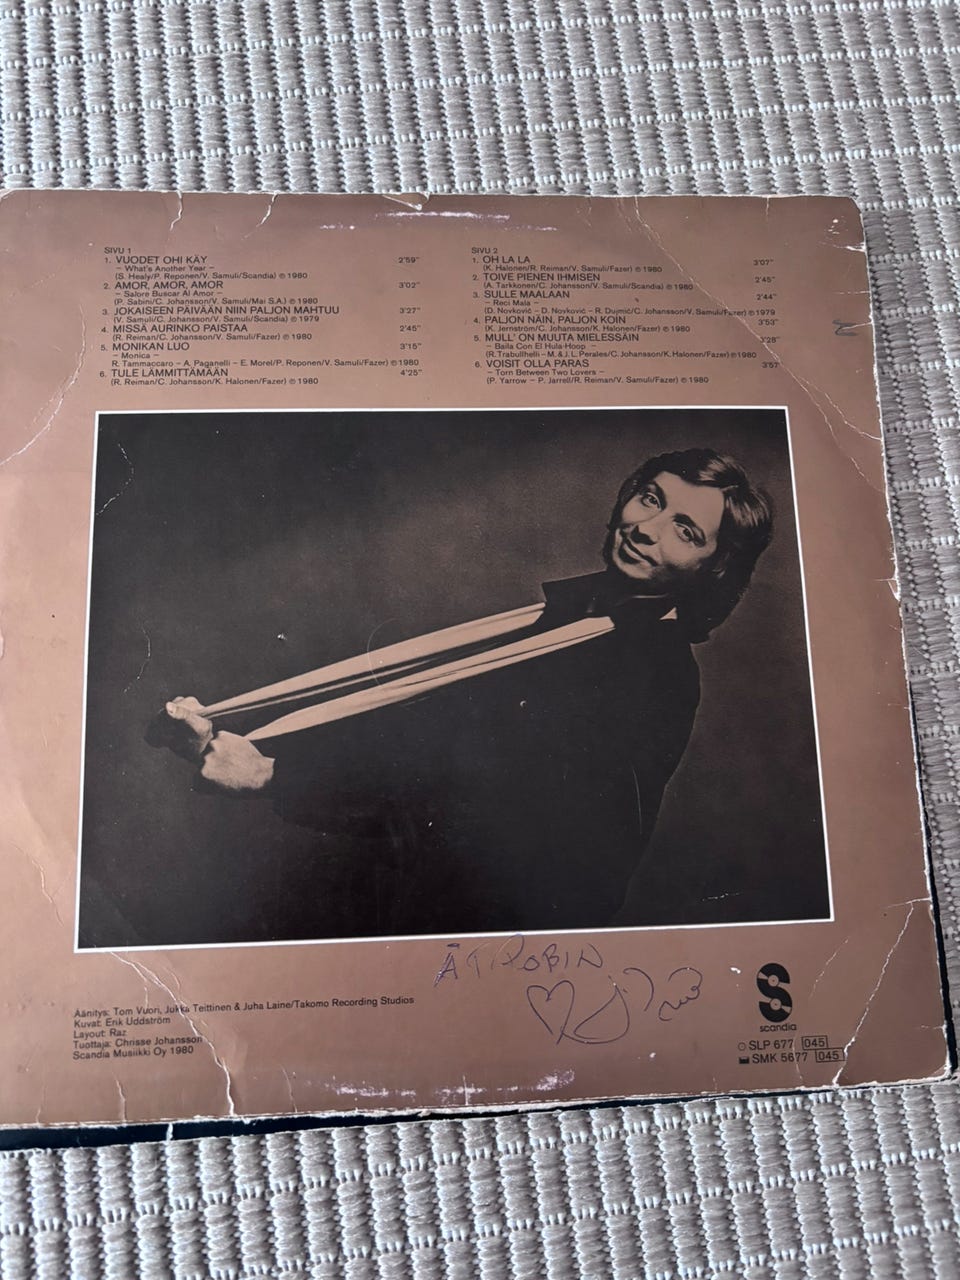 SIVU 1
1. VUODET OHI KÄY 2'59"
– What's Another Year –
(S. Healy/P. Reponen/V. Samuli/Scandia) ℗ 1980
2. AMOR, AMOR, AMOR 3'02"
– Salore Buscar Al Amor –
(P. Sabini/C. Johansson/V. Samuli/Mai S.A.) ℗ 1980
3. JOKAISEEN PÄIVÄÄN NIIN PALJON MAHTUU 3'27"
(V. Samuli/C. Johansson/V. Samuli/Scandia) ℗ 1979
4. MISSÄ AURINKO PAISTAA 2'45"
(R. Reiman/C. Johansson/V. Samuli/Fazer) ℗ 1980
5. MONIKAN LUO 3'15"
– Monica –
R. Tammaccaro – A. Paganelli – E. Morel/P. Reponen/V. Samuli/Fazer) ℗ 1980
6. TULE LÄMMITTÄMÄÄN 4'25"
(R. Reiman/C. Johansson/K. Halonen/Fazer) ℗ 1980
SIVU 2
1. OH LA LA 3'07"
(K. Halonen/R. Reiman/V. Samuli/Fazer) ℗ 1980
2. TOIVE PIENEN IHMISEN 2'45"
(A. Tarkkonen/C. Johansson/V. Samuli/Scandia) ℗ 1980
3. SULLE MAALAAN 2'44"
– Reci Mala –
(D. Novković – D. Novković – R. Dujmić/C. Johansson/V. Samuli/Fazer) ℗ 1979
4. PALJON NÄIN, PALJON KOIN 3'53"
(K. Jernström/C. Johansson/K. Halonen/Fazer) ℗ 1980
5. MULL' ON MUUTA MIELESSÄIN 3'28"
– Baila Con El Hula-Hoop –
(R. Trabullhelli – M. & J.L. Perales/C. Johansson/K. Halonen/Fazer) ℗ 1980
6. VOISIT OLLA PARAS 3'57
– Torn Between Two Lovers –
(P. Yarrow – P. Jarrell/R. Reiman/V. Samuli/Fazer) ℗ 1980
ÅT ROBIN
Äänitys: Tom Vuori, Jukka Teittinen & Juha Laine/Takomo Recording Studios
Kuvat: Erik Uddström
Layout: Raz
Tuottaja: Chrisse Johansson
Scandia Musiikki Oy 1980
scandia
SLP 677 045
SMK 5677 045